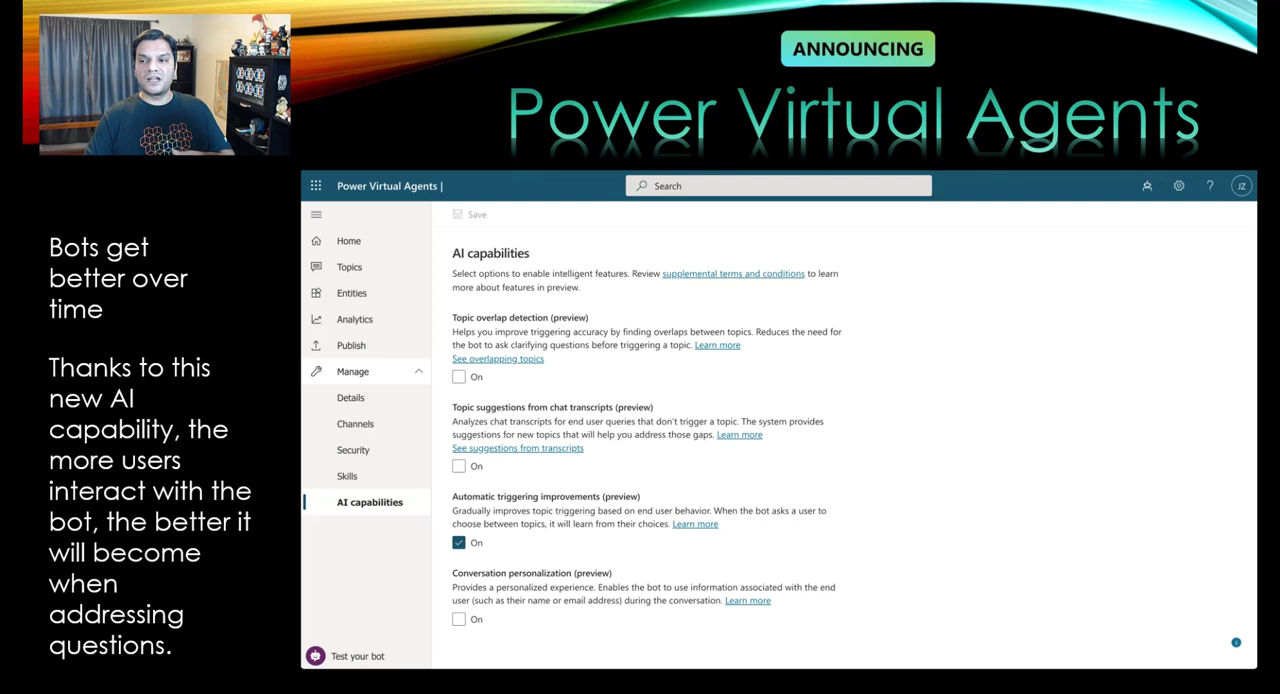 ANNOUNCING
Power Virtual Agents
Bots get
better over
time
Thanks to this
new AI
capability, the
more users
interact with the
bot, the better it
will become
when
addressing
questions.
Power Virtual Agents |
Search
?
JZ
Save
Home
Topics
Entities
Analytics
Publish
Manage
Details
Channels
Security
Skills
AI capabilities
Test your bot
AI capabilities
Select options to enable intelligent features. Review supplemental terms and conditions to learn
more about features in preview.
Topic overlap detection (preview)
Helps you improve triggering accuracy by finding overlaps between topics. Reduces the need for
the bot to ask clarifying questions before triggering a topic. Learn more
See overlapping topics
On
Topic suggestions from chat transcripts (preview)
Analyzes chat transcripts for end user queries that don't trigger a topic. The system provides
suggestions for new topics that will help you address those gaps. Learn more
See suggestions from transcripts
On
Automatic triggering improvements (preview)
Gradually improves topic triggering based on end user behavior. When the bot asks a user to
choose between topics, it will learn from their choices. Learn more
On
Conversation personalization (preview)
Provides a personalized experience. Enables the bot to use information associated with the end
user (such as their name or email address) during the conversation. Learn more
On